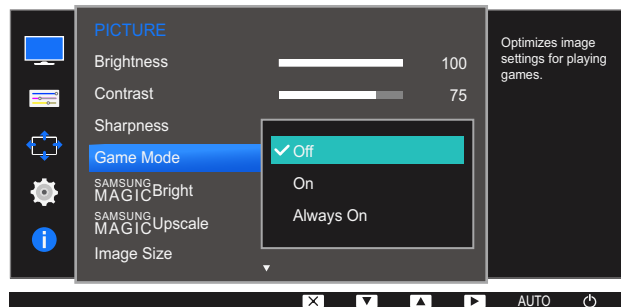 PICTURE
Brightness 100
Contrast 75
Sharpness
Game Mode
Off
On
Always On
SAMSUNG
MAGICBright
SAMSUNG
MAGICUpscale
Image Size
Optimizes image
settings for playing
games.
AUTO